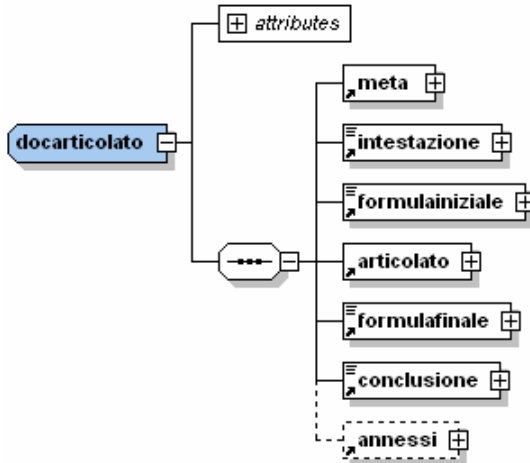 attributes
meta
docarticolato
intestazione
formulainiziale
articolato
formulafinale
conclusione
annessi